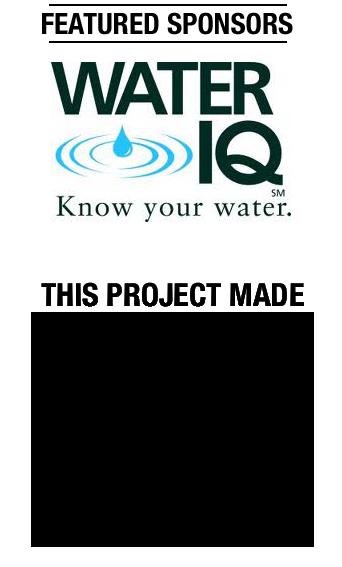 FEATURED SPONSORS
WATER
IQ
SM
Know your water.
THIS PROJECT MADE